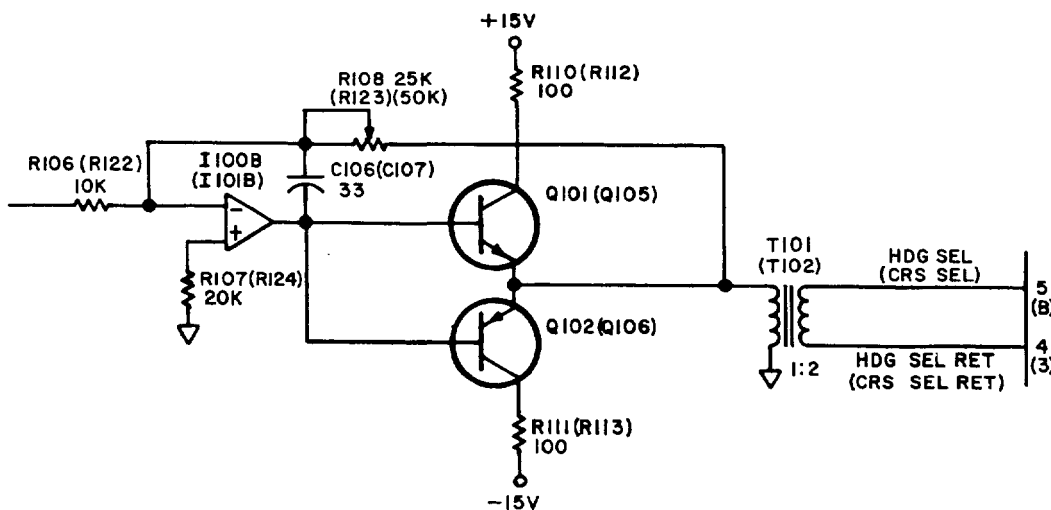 +15V
R110(R112)
100
R108 25K
(R123)(50K)
R106(R122)
10K
I100B
(I101B)
C106(C107)
33
Q101(Q105)
-
+
R107(R124)
20K
T101
(T102)
HDG SEL
(CRS SEL)
5
(B)
Q102(Q106)
1:2
HDG SEL RET
(CRS SEL RET)
4
(3)
R111(R113)
100
-15V